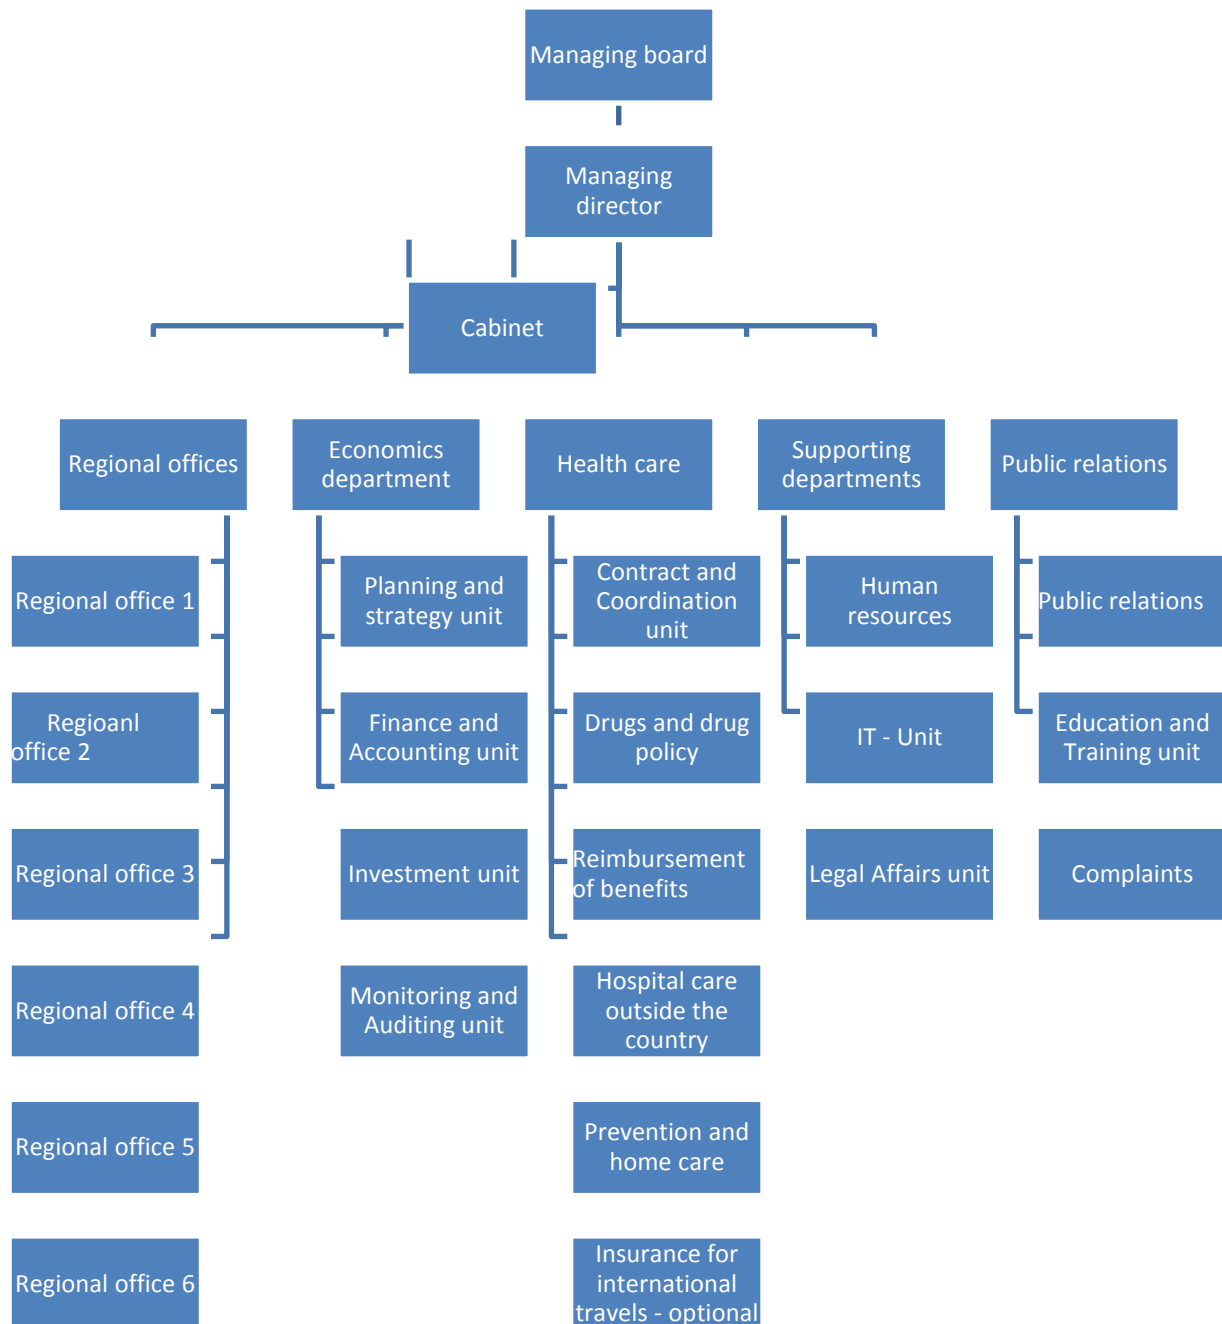 Managing board
Managing
director
Cabinet
Regional offices
Economics
department
Health care
Supporting
departments
Public relations
Regional office 1
Planning and
strategy unit
Contract and
Coordination
unit
Human
resources
Public relations
Regioanl
office 2
Finance and
Accounting unit
Drugs and drug
policy
IT - Unit
Education and
Training unit
Regional office 3
Investment unit
Reimbursement
of benefits
Legal Affairs unit
Complaints
Regional office 4
Monitoring and
Auditing unit
Hospital care
outside the
country
Regional office 5
Prevention and
home care
Regional office 6
Insurance for
international
travels - optional